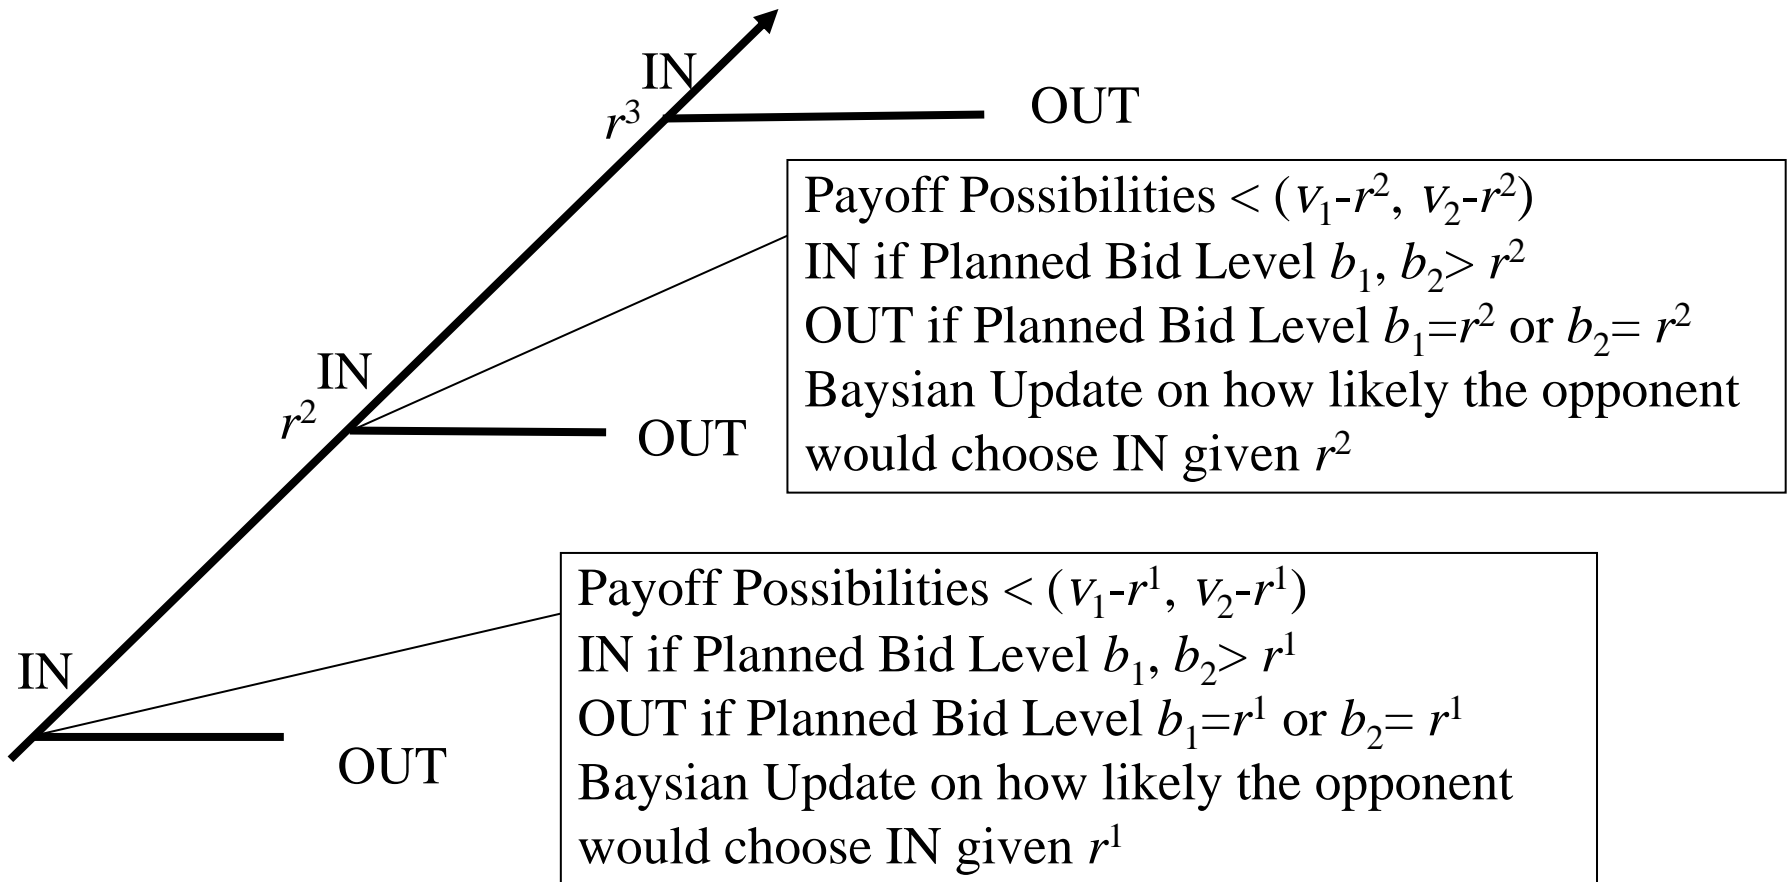 IN
r³
OUT
Payoff Possibilities < (v₁-r², v₂-r²)
IN if Planned Bid Level b₁, b₂> r²
OUT if Planned Bid Level b₁=r² or b₂= r²
Baysian Update on how likely the opponent
would choose IN given r²
IN
r²
OUT
Payoff Possibilities < (v₁-r¹, v₂-r¹)
IN if Planned Bid Level b₁, b₂> r¹
OUT if Planned Bid Level b₁=r¹ or b₂= r¹
Baysian Update on how likely the opponent
would choose IN given r¹
IN
OUT